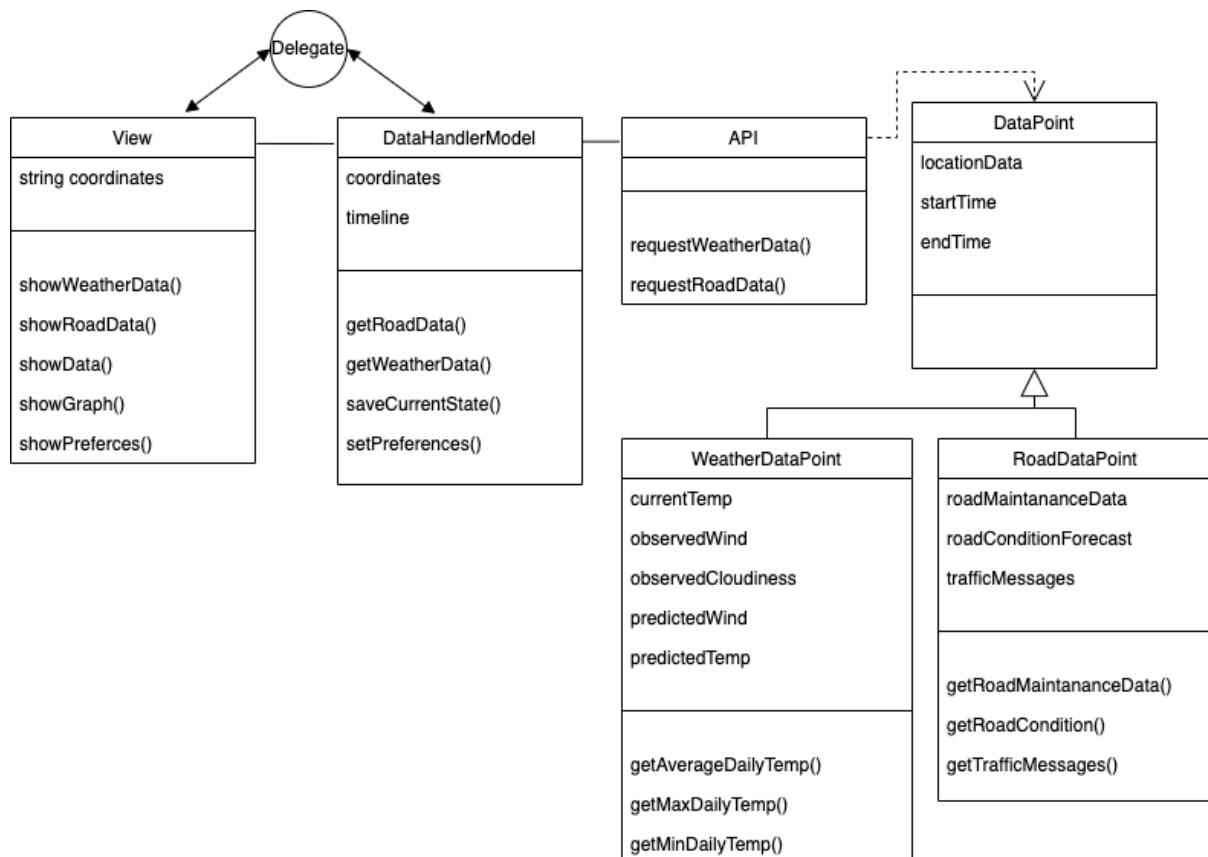 Delegate
View
string coordinates
showWeatherData()
showRoadData()
showData()
showGraph()
showPreferces()
DataHandlerModel
coordinates
timeline
getRoadData()
getWeatherData()
saveCurrentState()
setPreferences()
API
requestWeatherData()
requestRoadData()
DataPoint
locationData
startTime
endTime
WeatherDataPoint
currentTemp
observedWind
observedCloudiness
predictedWind
predictedTemp
getAverageDailyTemp()
getMaxDailyTemp()
getMinDailyTemp()
RoadDataPoint
roadMaintananceData
roadConditionForecast
trafficMessages
getRoadMaintananceData()
getRoadCondition()
getTrafficMessages()